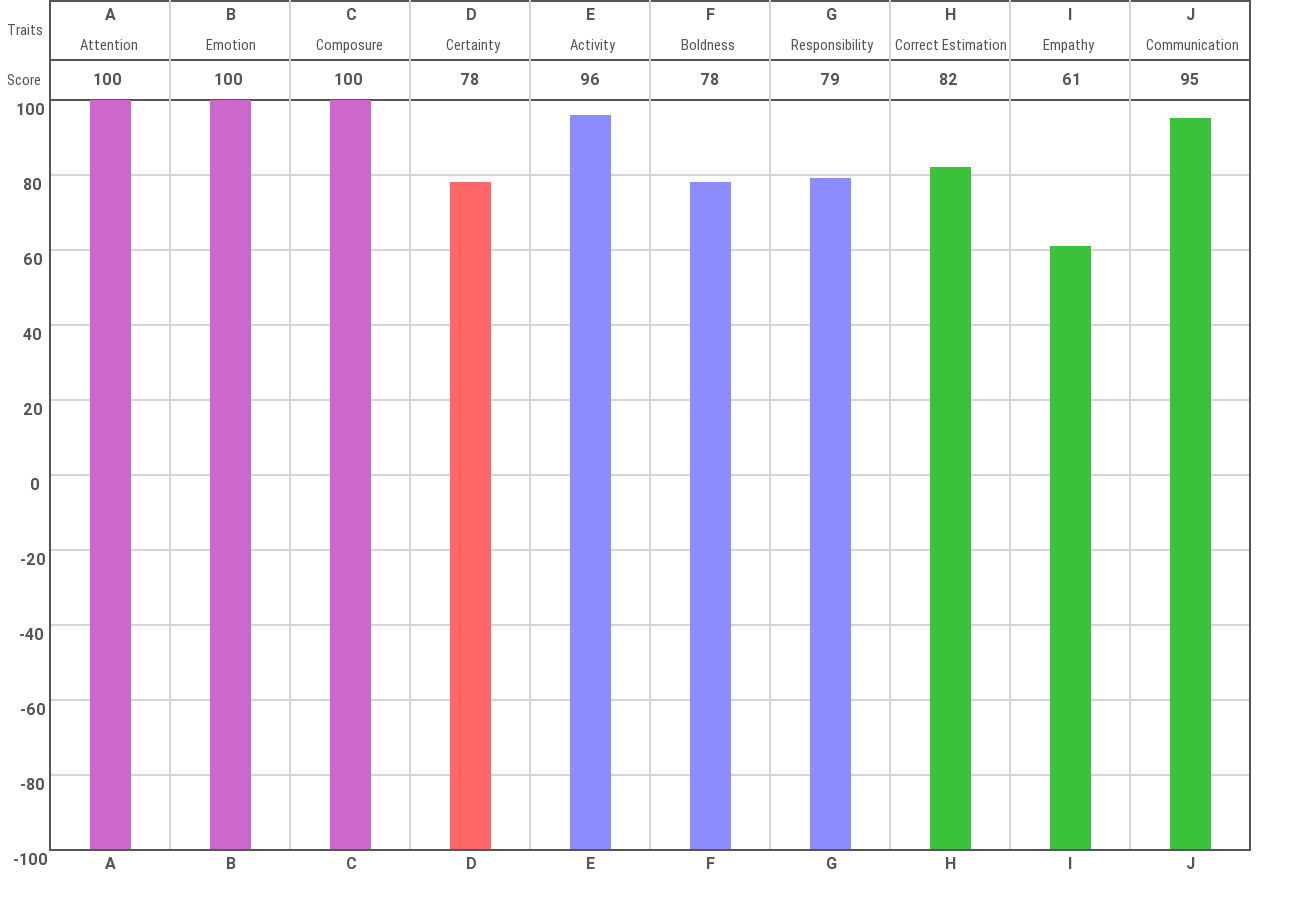 Traits A B C D E F G H I J
Attention Emotion Composure Certainty Activity Boldness Responsibility Correct Estimation Empathy Communication
Score 100 100 100 78 96 78 79 82 61 95
100
80
60
40
20
0
-20
-40
-60
-80
-100
A B C D E F G H I J